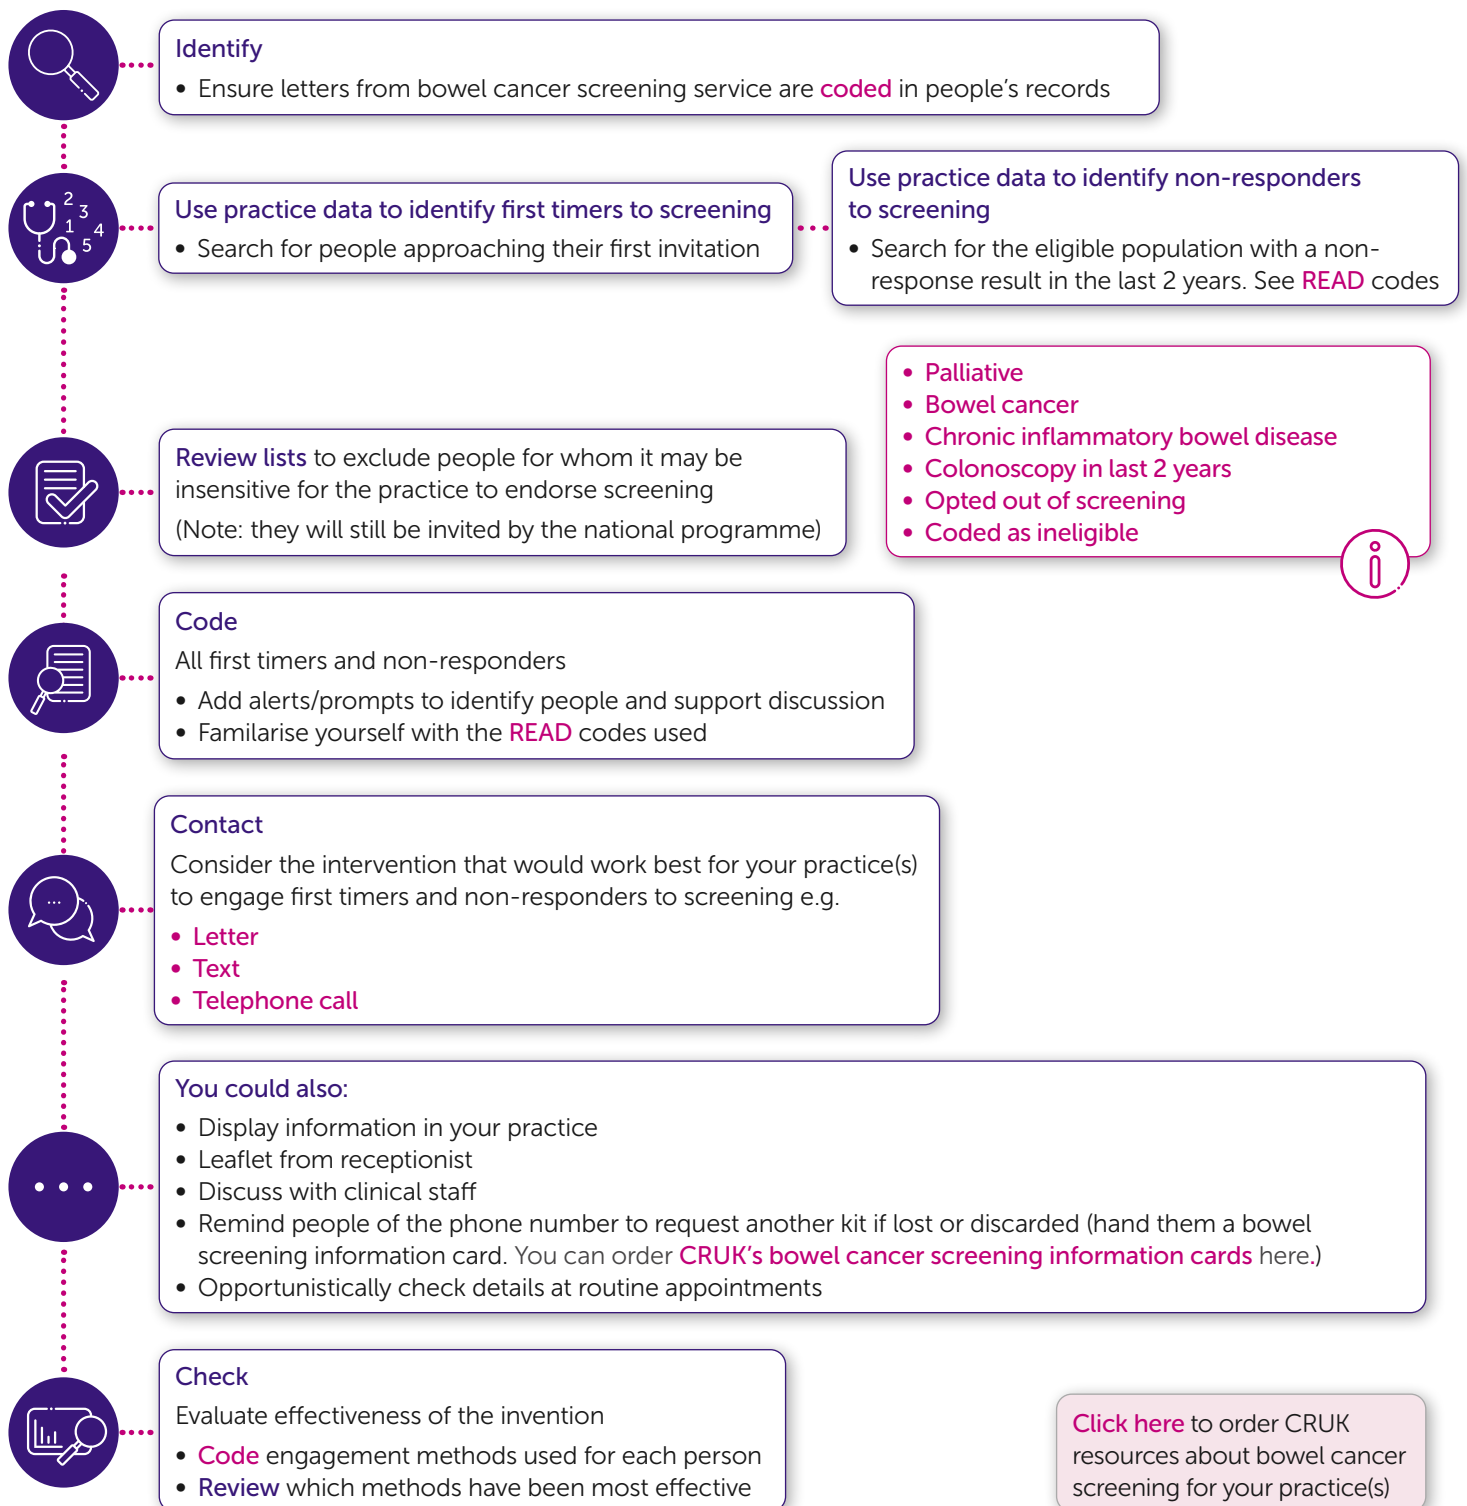 Identify
• Ensure letters from bowel cancer screening service are coded in people's records
2
3
1
4
5
Use practice data to identify first timers to screening
• Search for people approaching their first invitation
Use practice data to identify non-responders
to screening
• Search for the eligible population with a non-
response result in the last 2 years. See READ codes
• Palliative
• Bowel cancer
• Chronic inflammatory bowel disease
• Colonoscopy in last 2 years
• Opted out of screening
• Coded as ineligible
i
Review lists to exclude people for whom it may be
insensitive for the practice to endorse screening
(Note: they will still be invited by the national programme)
Code
All first timers and non-responders
• Add alerts/prompts to identify people and support discussion
• Familarise yourself with the READ codes used
Contact
Consider the intervention that would work best for your practice(s)
to engage first timers and non-responders to screening e.g.
• Letter
• Text
• Telephone call
You could also:
• Display information in your practice
• Leaflet from receptionist
• Discuss with clinical staff
• Remind people of the phone number to request another kit if lost or discarded (hand them a bowel
screening information card. You can order CRUK's bowel cancer screening information cards here.)
• Opportunistically check details at routine appointments
Check
Evaluate effectiveness of the invention
• Code engagement methods used for each person
• Review which methods have been most effective
Click here to order CRUK
resources about bowel cancer
screening for your practice(s)